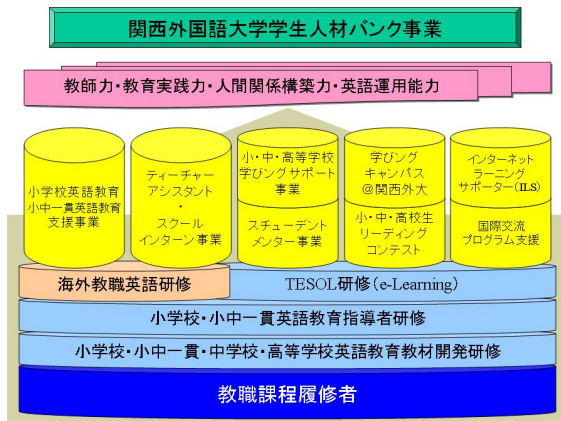 関西外国語大学学生人材バンク事業
教師力・教育実践力・人間関係構築力・英語運用能力
小学校英語教育
小中一貫英語教育
支援事業
ティーチャー
アシスタント
・
スクール
インターン事業
小・中・高等学校
学びングサポート
事業
スチューデント
メンター事業
学びング
キャンパス
@関西外大
小・中・高校生
リーディング
コンテスト
インターネット
ラーニング
サポーター(ILS)
国際交流
プログラム支援
海外教職英語研修
TESOL研修(e-Learning)
小学校・小中一貫英語教育指導者研修
小学校・小中一貫・中学校・高等学校英語教育教材開発研修
教職課程履修者